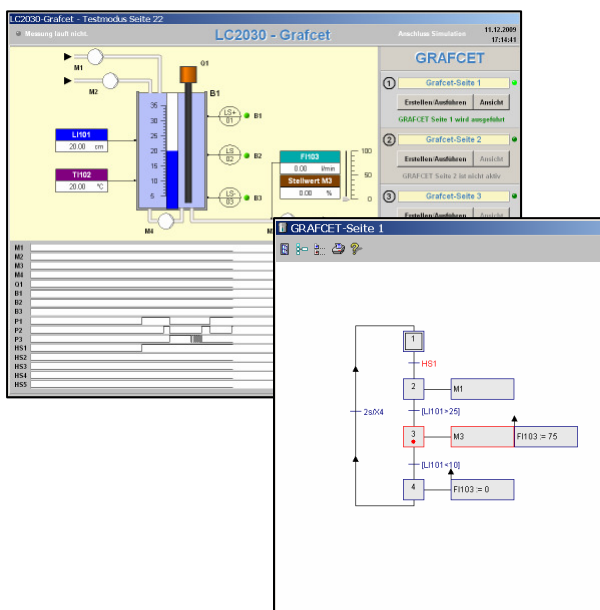 LC2030-Grafcet - Testmodus Seite 22
Messung läuft nicht.
LC2030 - Grafcet
Anschluss Simulation
11.12.2009
17:14:41
M1
M2
Q1
B1
35
30
25
20
15
10
5
LS+
B1
B1
LS
B2
B2
LS-
B3
B3
LI101
20.00 cm
TI102
20.00 °C
FI103
0.00 l/min
Stellwert M3
0.00 %
100
50
0
M4
GRAFCET
1 Grafcet-Seite 1
Erstellen/Ausführen Ansicht
GRAFCET Seite 1 wird ausgeführt
2 Grafcet-Seite 2
Erstellen/Ausführen Ansicht
GRAFCET Seite 2 ist nicht aktiv
3 Grafcet-Seite 3
Erstellen/Ausführen Ansicht
M1
M2
M3
M4
Q1
B1
B2
B3
P1
P2
P3
HS1
HS2
HS3
HS4
HS5
GRAFCET-Seite 1
1
HS1
2 M1
2s/X4
[LI101>25]
3 M3 FI103 := 75
[LI101<10]
4 FI103 := 0